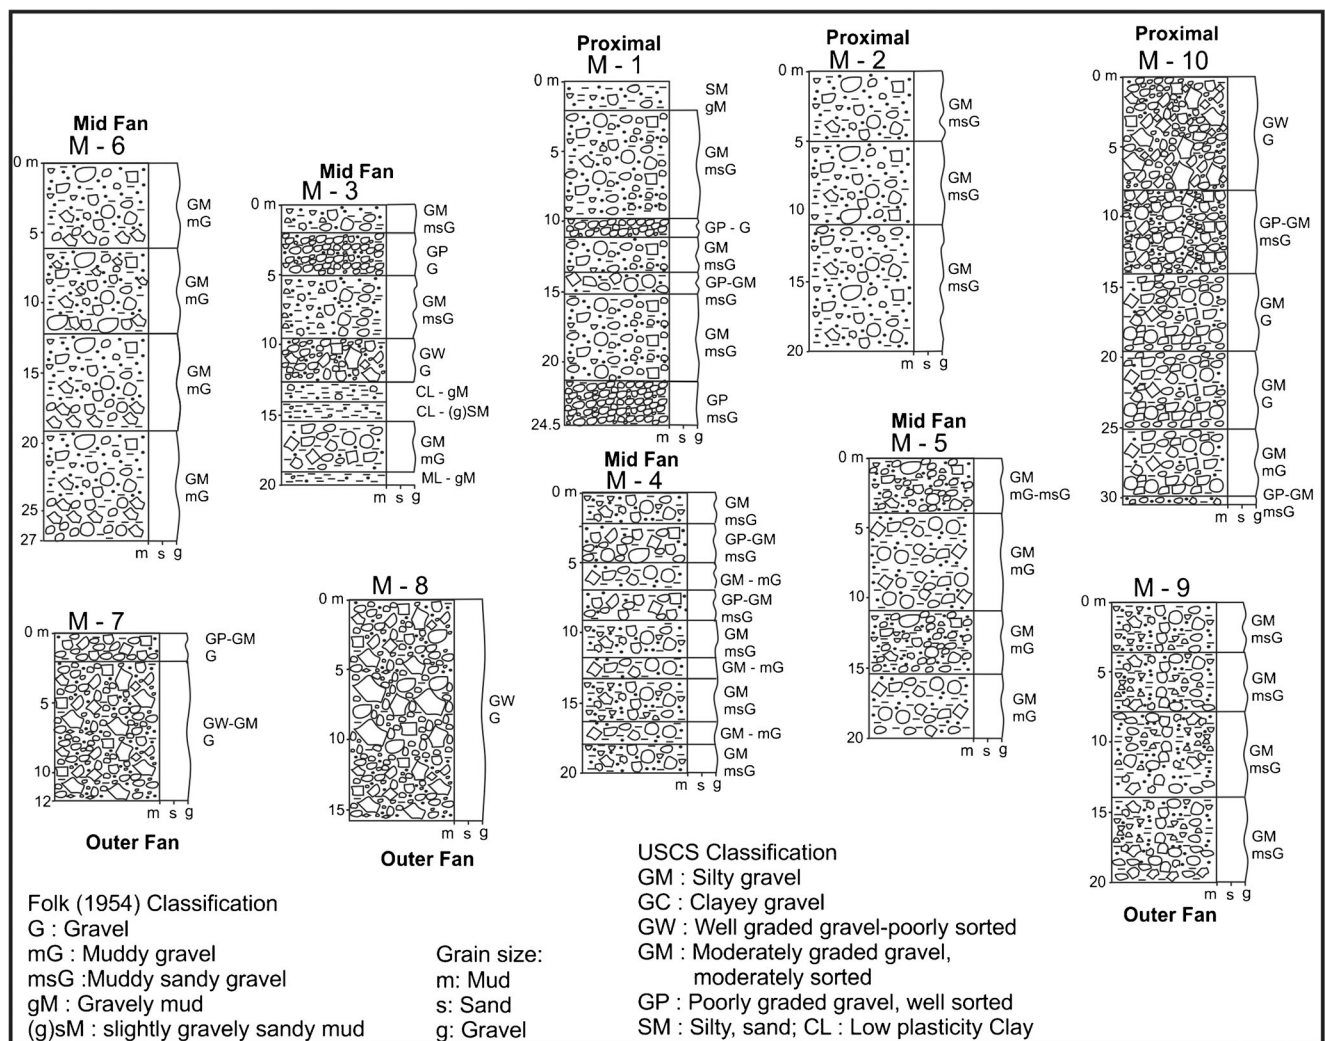 Mid Fan
M - 6
0 m
5
10
15
20
25
27
GM
mG
GM
mG
GM
mG
GM
mG
m s g
Mid Fan
M - 3
0 m
5
10
15
20
GM
msG
GP
G
GM
msG
GW
G
CL - gM
CL - (g)SM
GM
mG
ML - gM
m s g
Proximal
M - 1
0 m
5
10
15
20
24.5
SM
gM
GM
msG
GP - G
GM
msG
GP-GM
msG
GM
msG
GP
msG
m s g
Proximal
M - 2
0 m
5
5
10
15
20
GM
msG
GM
msG
GM
msG
m s g
Proximal
M - 10
0 m
5
10
15
20
25
30
GW
G
GP-GM
msG
GM
G
GM
G
GM
mG
GP-GM
msG
m s g
Mid Fan
M - 4
0 m
5
10
15
20
GM
msG
GP-GM
msG
GM - mG
GP-GM
msG
GM
msG
GM - mG
GM
msG
GM - mG
GM
msG
m s g
Mid Fan
M - 5
0 m
5
10
15
20
GM
mG-msG
GM
mG
GM
mG
GM
mG
m s g
M - 7
0 m
5
10
12
GP-GM
G
GW-GM
G
m s g
Outer Fan
M - 8
0 m
5
10
15
GW
G
m s g
Outer Fan
M - 9
0 m
5
10
15
20
GM
msG
GM
msG
GM
msG
GM
msG
m s g
Outer Fan
Folk (1954) Classification
G : Gravel
mG : Muddy gravel
msG :Muddy sandy gravel
gM : Gravely mud
(g)sM : slightly gravely sandy mud
Grain size:
m: Mud
s: Sand
g: Gravel
USCS Classification
GM : Silty gravel
GC : Clayey gravel
GW : Well graded gravel-poorly sorted
GM : Moderately graded gravel,
moderately sorted
GP : Poorly graded gravel, well sorted
SM : Silty, sand; CL : Low plasticity Clay